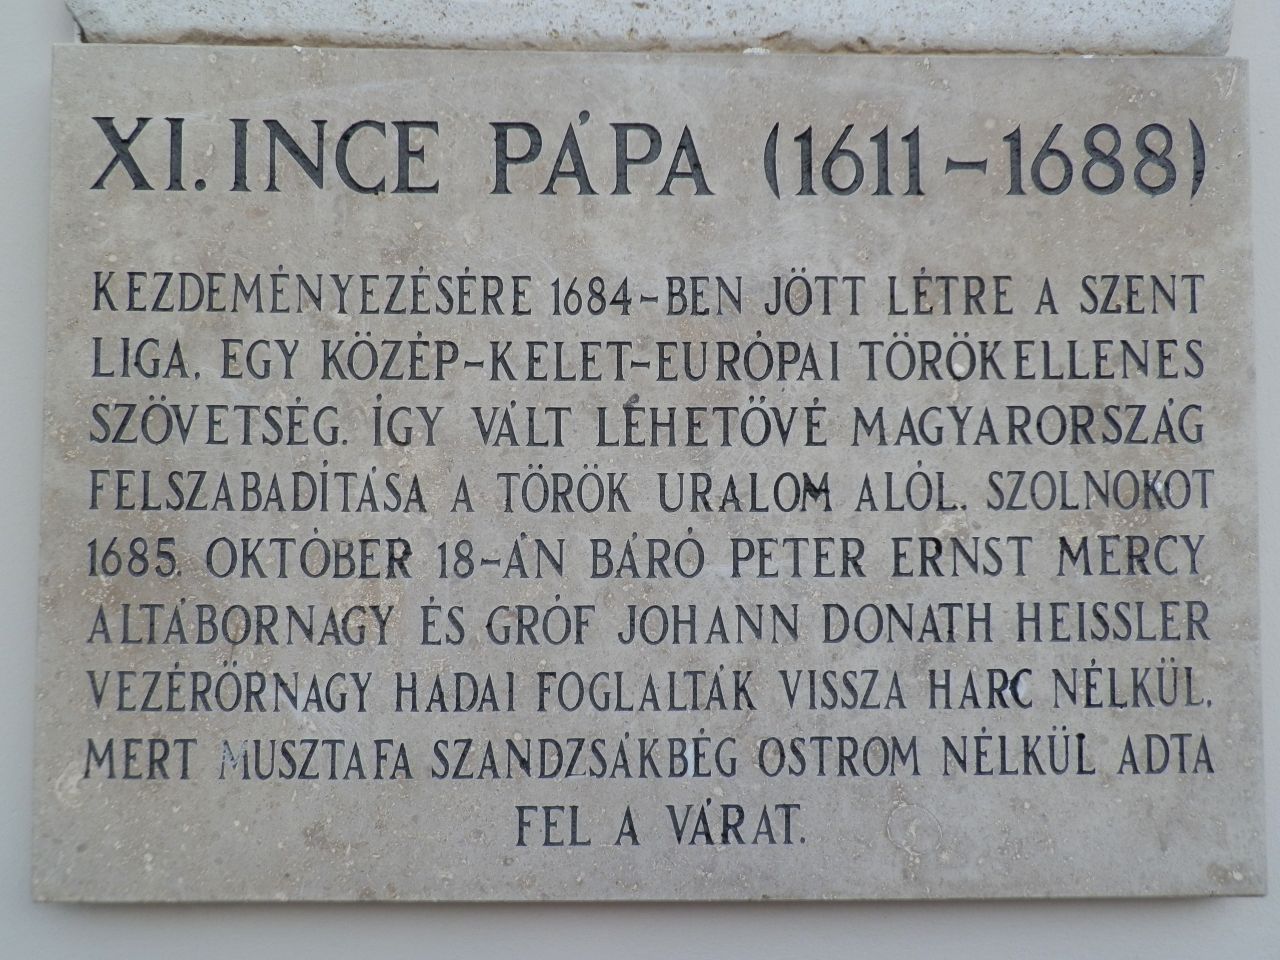 XI. INCE PÁPA (1611-1688)
KEZDEMÉNYEZÉSÉRE 1684-BEN JÖTT LÉTRE A SZENT
LIGA, EGY KÖZÉP-KELET-EURÓPAI TÖRÖKELLENES
SZÖVETSÉG. ÍGY VÁLT LEHETŐVÉ MAGYARORSZÁG
FELSZABADÍTÁSA A TÖRÖK URALOM ALÓL. SZOLNOKOT
1685. OKTÓBER 18-ÁN BÁRÓ PETER ERNST MERCY
ALTÁBORNAGY ÉS GRÓF JOHANN DONATH HEISSLER
VEZÉRŐRNAGY HADAI FOGLALTÁK VISSZA HARC NÉLKÜL,
MERT MUSZTAFA SZANDZSÁKBÉG OSTROM NÉLKÜL ADTA
FEL A VÁRAT.